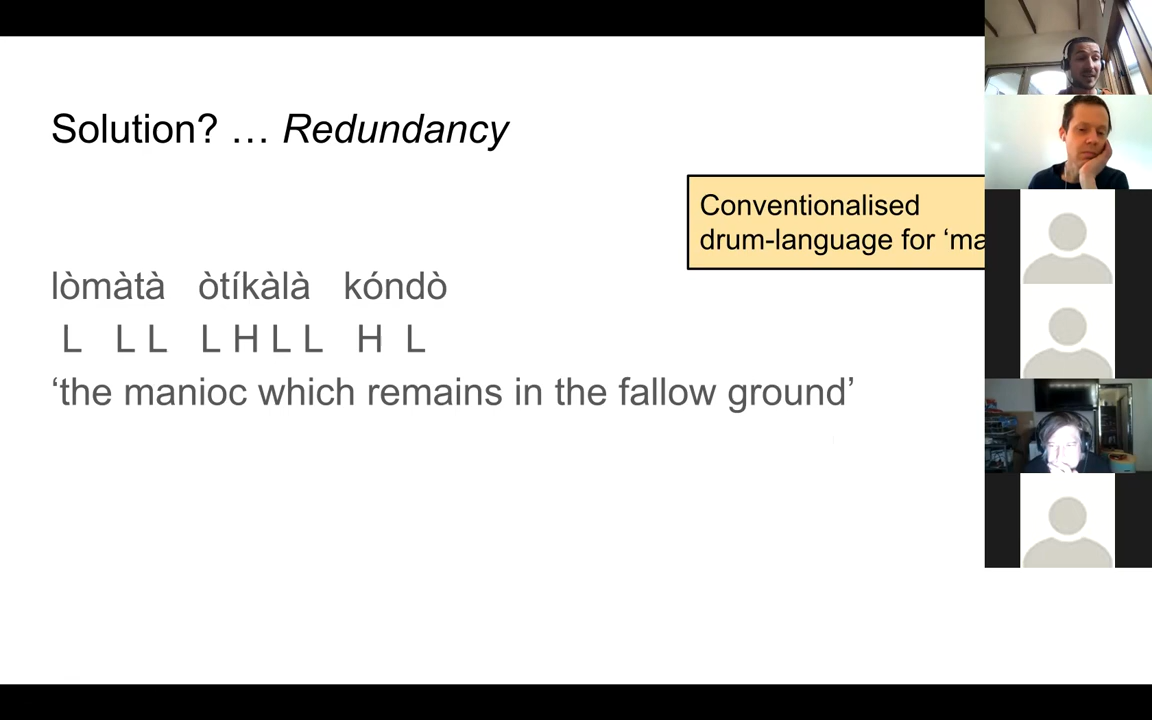 Solution? … Redundancy
Conventionalised
drum-language for ‘ma
lòmàtà òtíkàlà kóndò
L L L L H L L H L
‘the manioc which remains in the fallow ground’